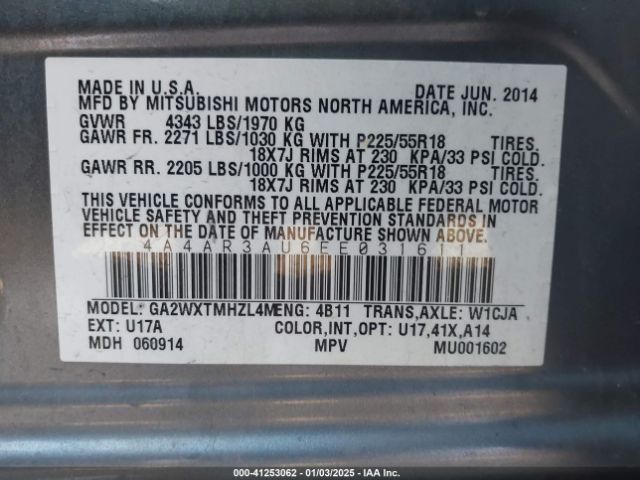 MADE IN U.S.A. DATE JUN. 2014
MFD BY MITSUBISHI MOTORS NORTH AMERICA, INC.
GVWR 4343 LBS/1970 KG
GAWR FR. 2271 LBS/1030 KG WITH P225/55R18 TIRES.
18X7J RIMS AT 230 KPA/33 PSI COLD.
GAWR RR. 2205 LBS/1000 KG WITH P225/55R18 TIRES.
18X7J RIMS AT 230 KPA/33 PSI COLD.
THIS VEHICLE CONFORMS TO ALL APPLICABLE FEDERAL MOTOR
VEHICLE SAFETY AND THEFT PREVENTION STANDARDS IN
EFFECT ON THE DATE OF MANUFACTURE SHOWN ABOVE.
4A4AR3AU6EE031611
MODEL: GA2WXTMHZL4M ENG: 4B11 TRANS,AXLE: W1CJA
EXT: U17A COLOR,INT,OPT: U17,41X,A14
MDH 060914 MPV MU001602
000-41253062 - 01/03/2025 - IAA Inc.